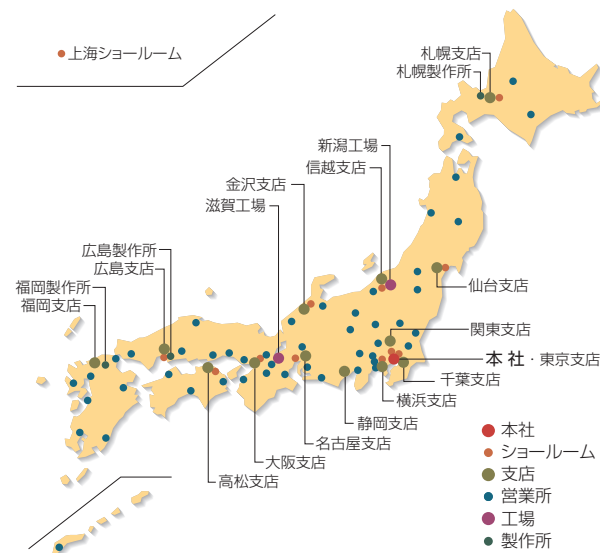 上海ショールーム
札幌支店
札幌製作所
新潟工場
信越支店
金沢支店
滋賀工場
広島製作所
広島支店
福岡製作所
福岡支店
仙台支店
関東支店
本 社・東京支店
千葉支店
横浜支店
静岡支店
名古屋支店
大阪支店
高松支店
本社
ショールーム
支店
営業所
工場
製作所